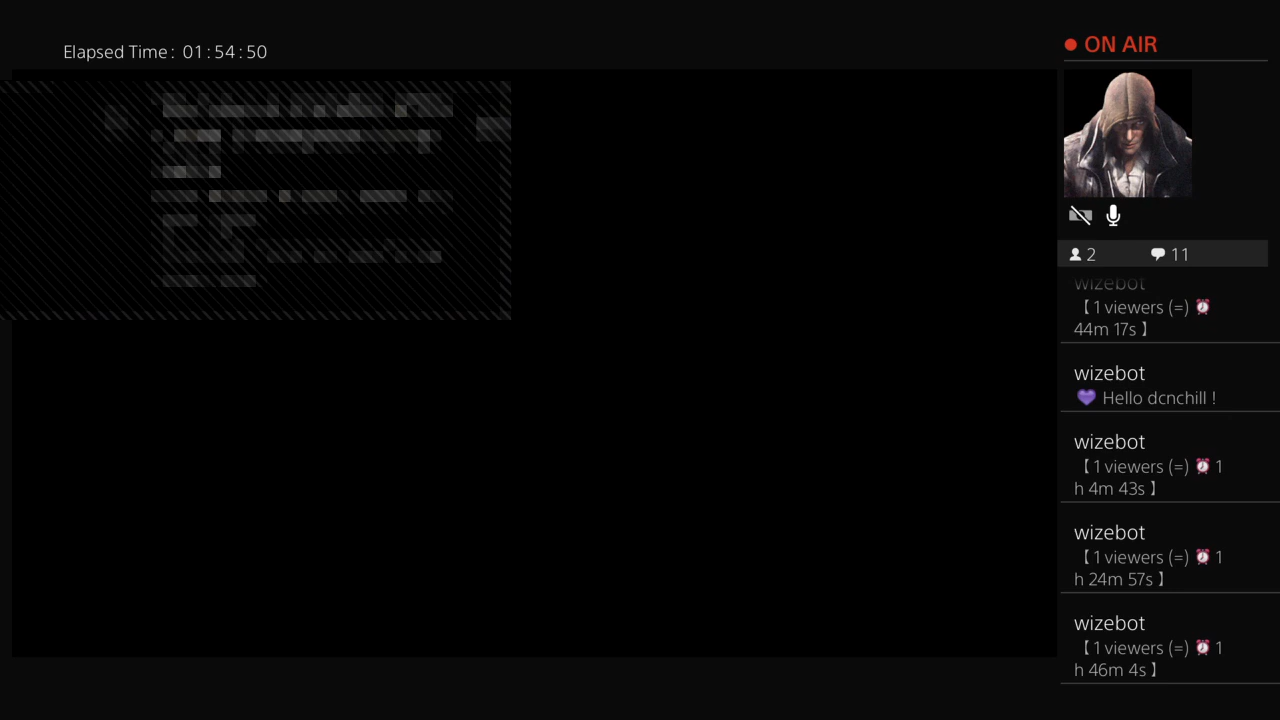 Elapsed Time: 01:54:50
ON AIR
2
11
wizebot
【1 viewers (=) ⏰
44m 17s】
wizebot
💜 Hello dcnchill !
wizebot
【1 viewers (=) ⏰ 1
h 4m 43s】
wizebot
【1 viewers (=) ⏰ 1
h 24m 57s】
wizebot
【1 viewers (=) ⏰ 1
h 46m 4s】